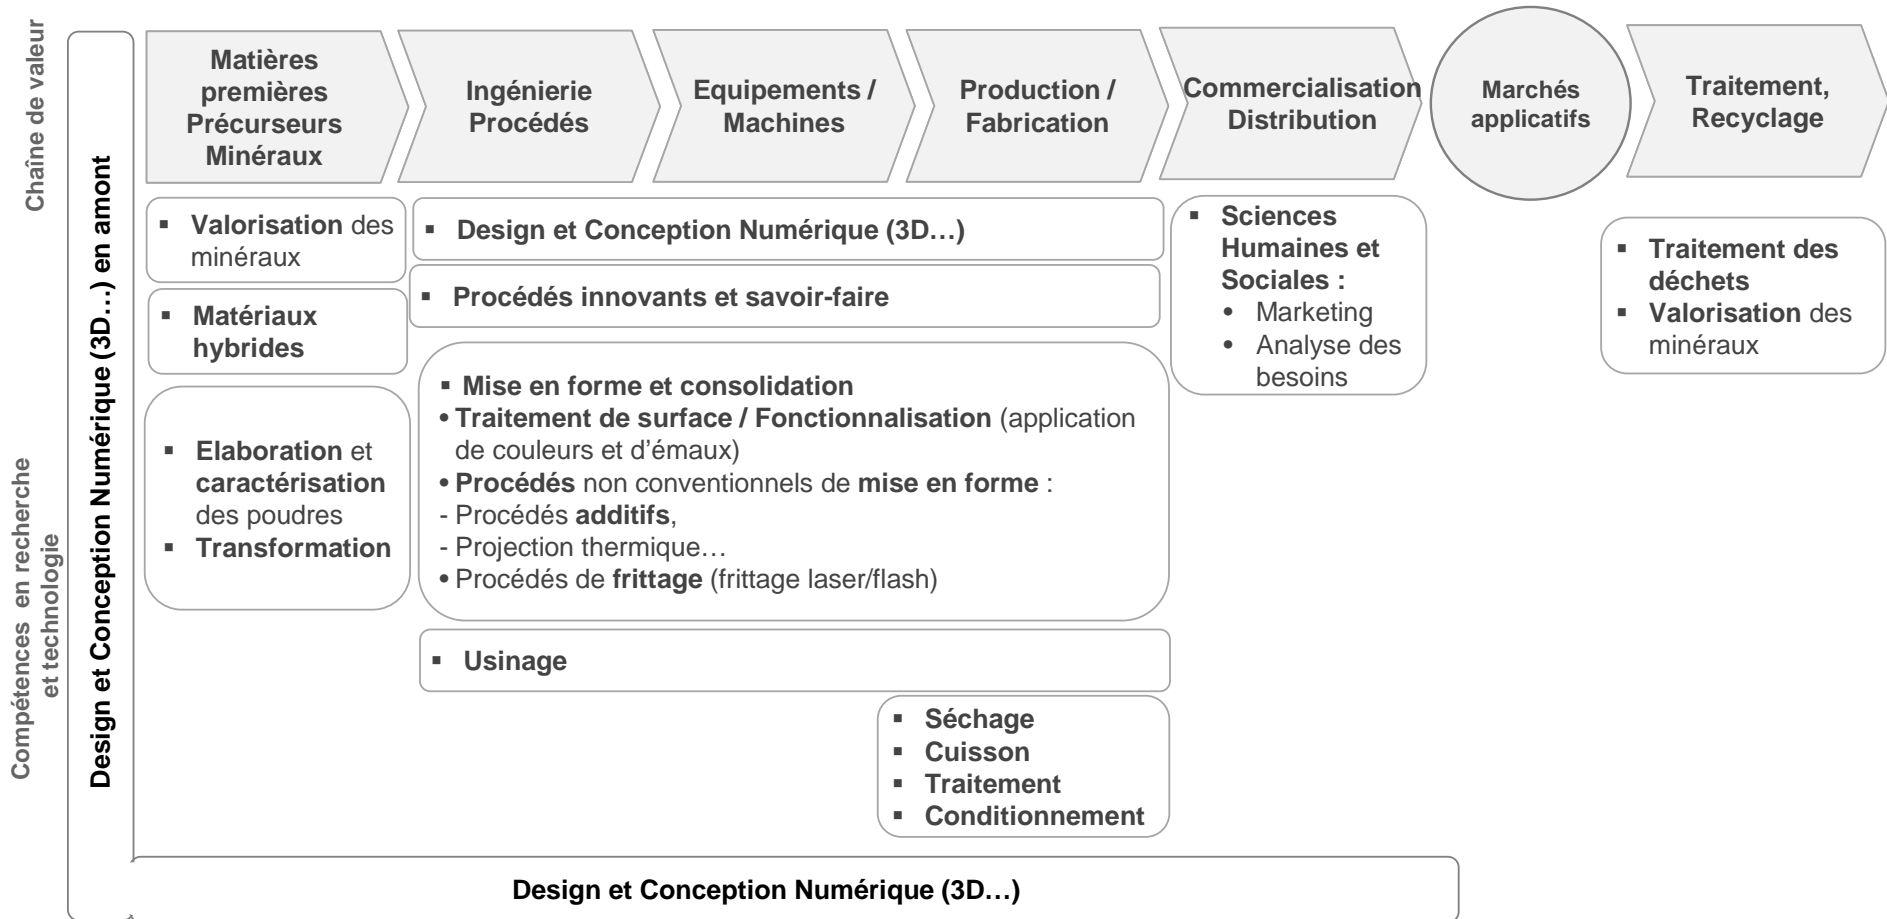 Chaîne de valeur
Compétences en recherche
et technologie
Design et Conception Numérique (3D…) en amont
Matières
premières
Précurseurs
Minéraux
Ingénierie
Procédés
Equipements /
Machines
Production /
Fabrication
Commercialisation
Distribution
Marchés
applicatifs
Traitement,
Recyclage
▪ Valorisation des
minéraux
▪ Matériaux
hybrides
▪ Elaboration et
caractérisation
des poudres
▪ Transformation
▪ Design et Conception Numérique (3D…)
▪ Procédés innovants et savoir-faire
▪ Mise en forme et consolidation
• Traitement de surface / Fonctionnalisation (application
de couleurs et d’émaux)
• Procédés non conventionnels de mise en forme :
- Procédés additifs,
- Projection thermique…
• Procédés de frittage (frittage laser/flash)
▪ Usinage
▪ Séchage
▪ Cuisson
▪ Traitement
▪ Conditionnement
▪ Sciences
Humaines et
Sociales :
• Marketing
• Analyse des
besoins
▪ Traitement des
déchets
▪ Valorisation des
minéraux
Design et Conception Numérique (3D…)